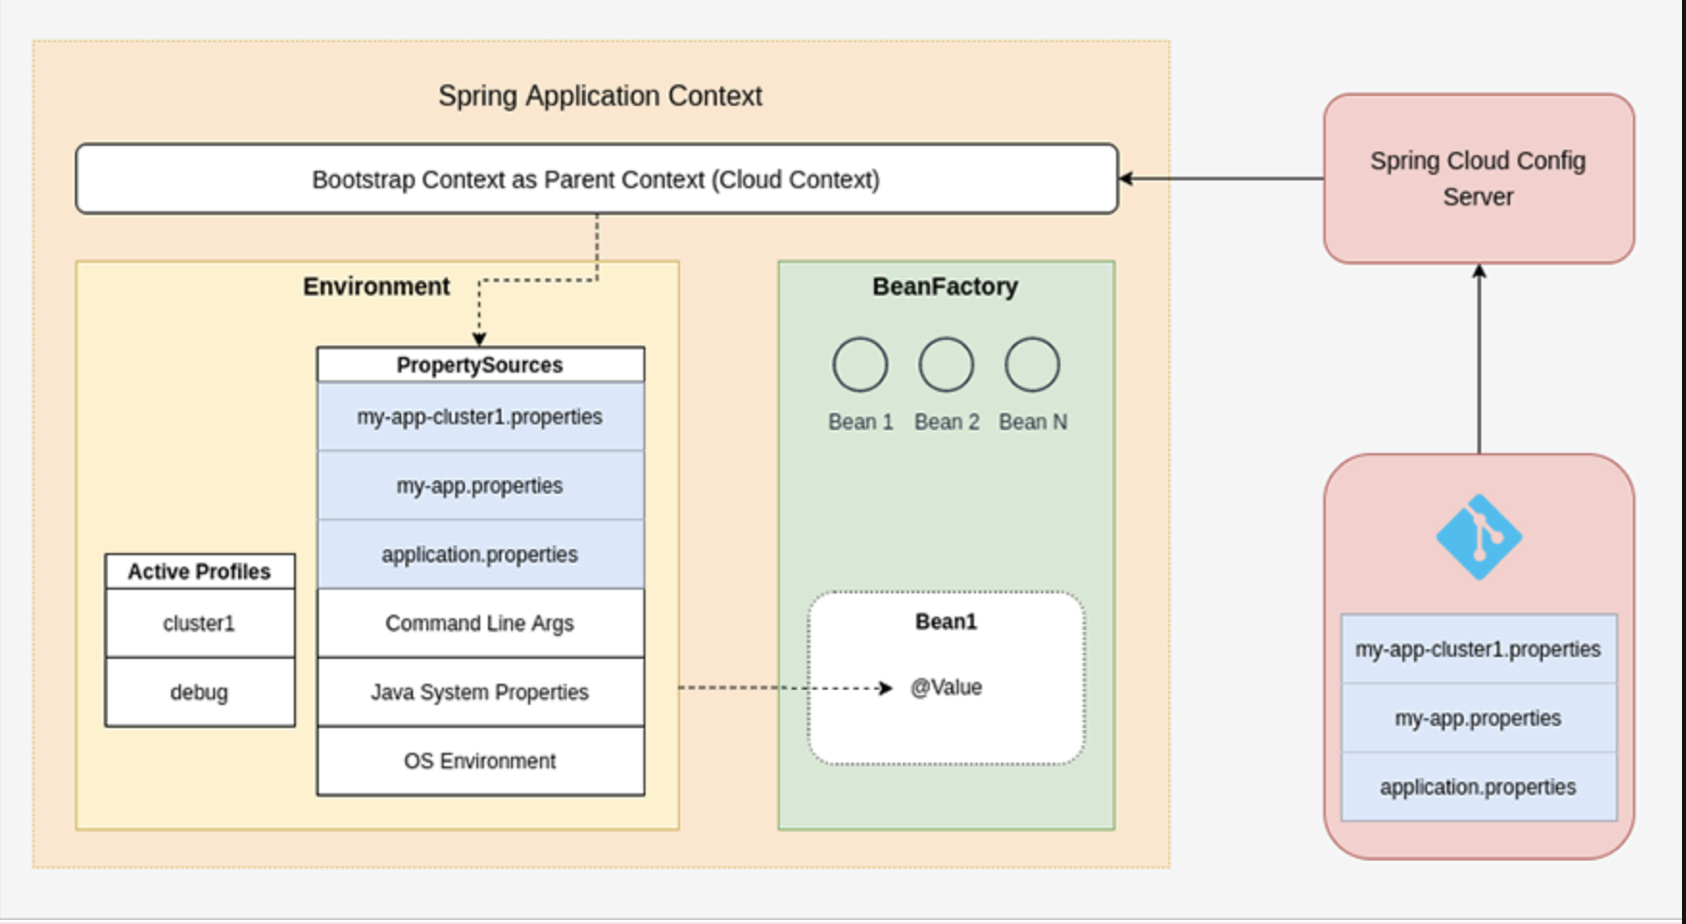 Spring Application Context
Bootstrap Context as Parent Context (Cloud Context)
Spring Cloud Config
Server
Environment
PropertySources
my-app-cluster1.properties
my-app.properties
application.properties
Command Line Args
Java System Properties
OS Environment
Active Profiles
cluster1
debug
BeanFactory
Bean 1 Bean 2 Bean N
Bean1
@Value
my-app-cluster1.properties
my-app.properties
application.properties